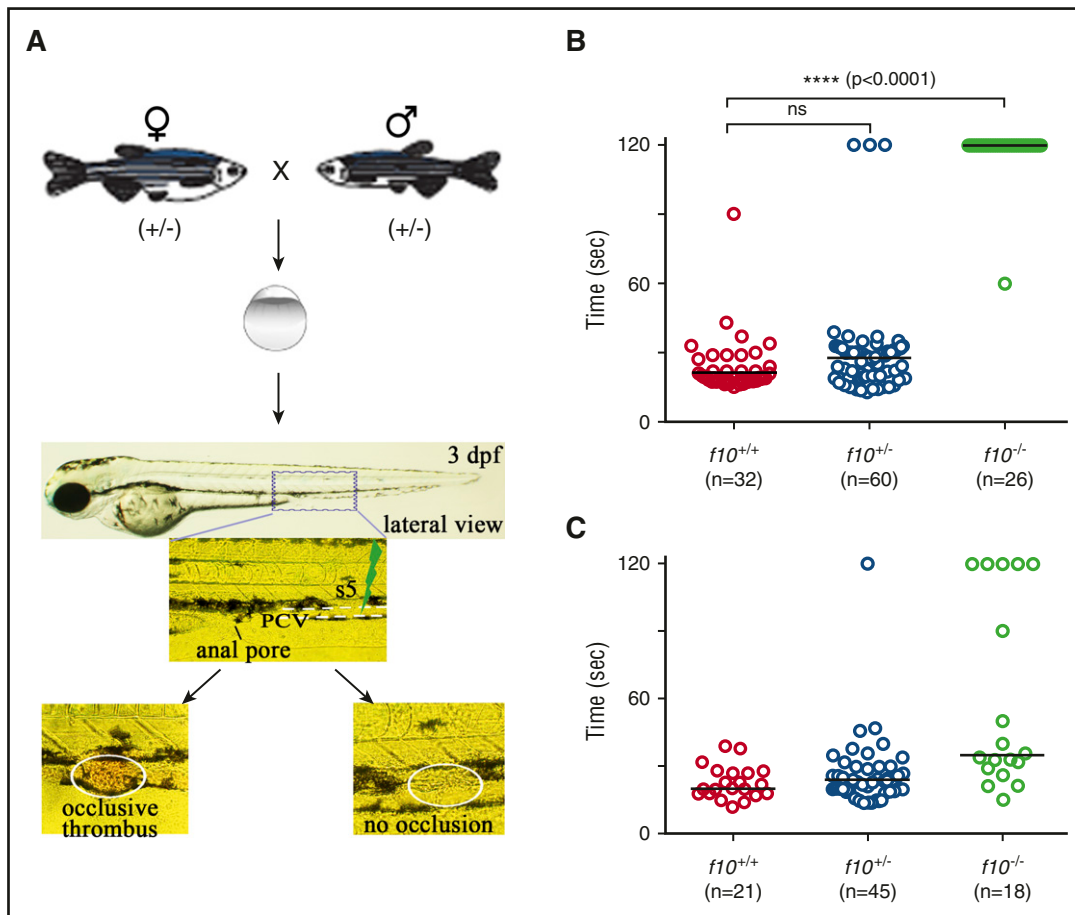 A
♀
♂
X
(+/-)
(+/-)
3 dpf
lateral view
s5
PCV
anal pore
occlusive
thrombus
no occlusion
B
**** (p<0.0001)
ns
120
60
0
Time (sec)
f10+/+
f10+/-
f10-/-
(n=32)
(n=60)
(n=26)
C
120
60
0
Time (sec)
f10+/+
f10+/-
f10-/-
(n=21)
(n=45)
(n=18)